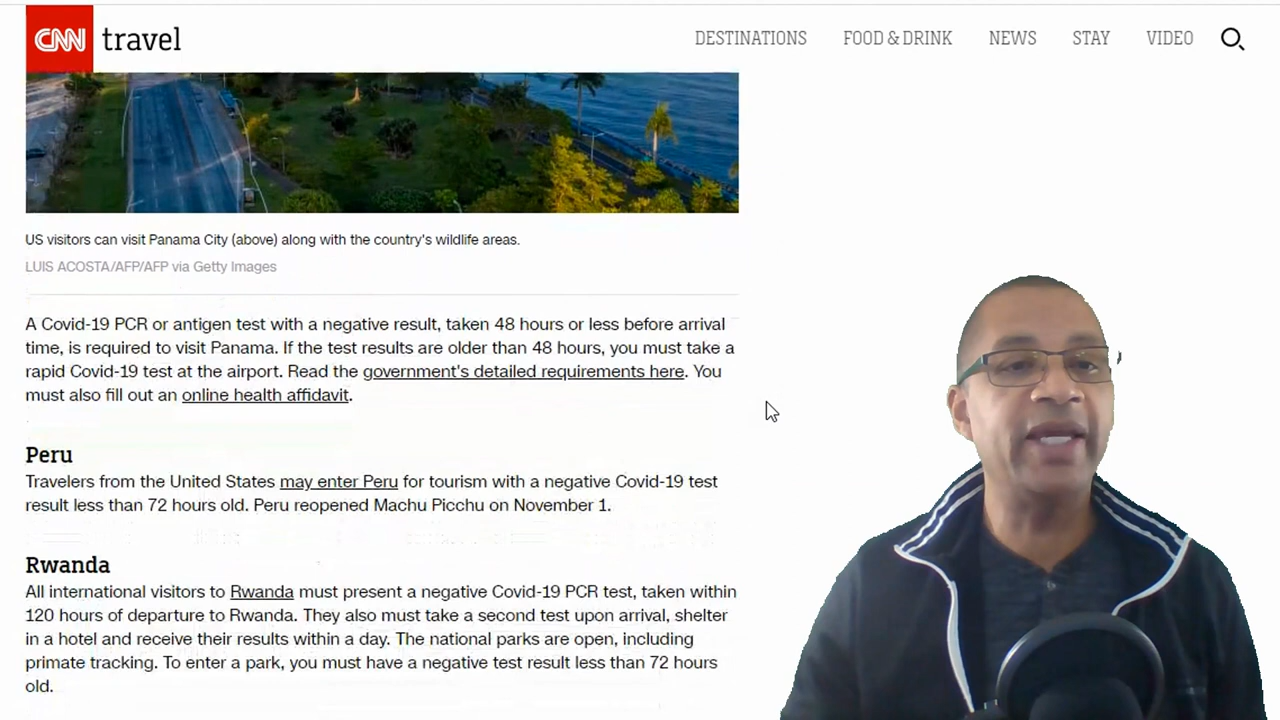 CNN travel DESTINATIONS FOOD & DRINK NEWS STAY VIDEO
US visitors can visit Panama City (above) along with the country's wildlife areas.
LUIS ACOSTA/AFP/AFP via Getty Images
A Covid-19 PCR or antigen test with a negative result, taken 48 hours or less before arrival
time, is required to visit Panama. If the test results are older than 48 hours, you must take a
rapid Covid-19 test at the airport. Read the government's detailed requirements here. You
must also fill out an online health affidavit.
Peru
Travelers from the United States may enter Peru for tourism with a negative Covid-19 test
result less than 72 hours old. Peru reopened Machu Picchu on November 1.
Rwanda
All international visitors to Rwanda must present a negative Covid-19 PCR test, taken within
120 hours of departure to Rwanda. They also must take a second test upon arrival, shelter
in a hotel and receive their results within a day. The national parks are open, including
primate tracking. To enter a park, you must have a negative test result less than 72 hours
old.